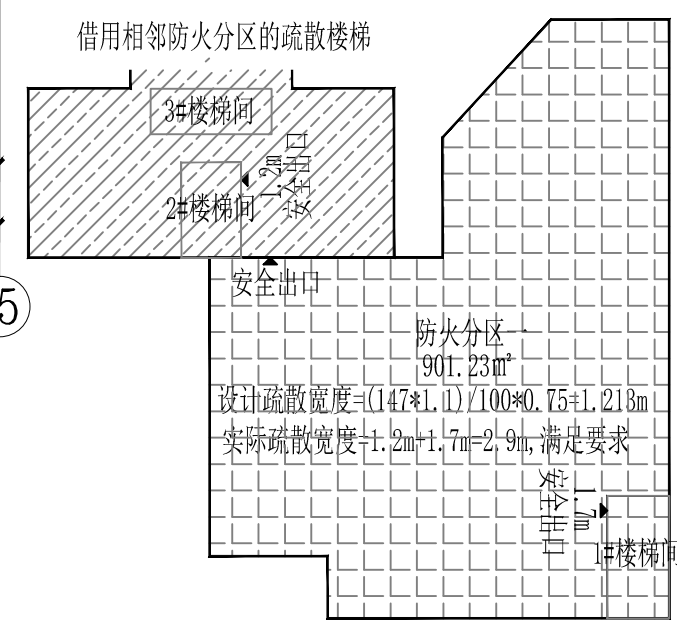 借用相邻防火分区的疏散楼梯
3#楼梯间
1.2m
安全出口
2#楼梯间
安全出口
5
防火分区一
901.23m²
设计疏散宽度=(147*1.1)/100*0.75=1.213m
实际疏散宽度=1.2m+1.7m=2.9m,满足要求
1.7m
安全出口
1#楼梯间